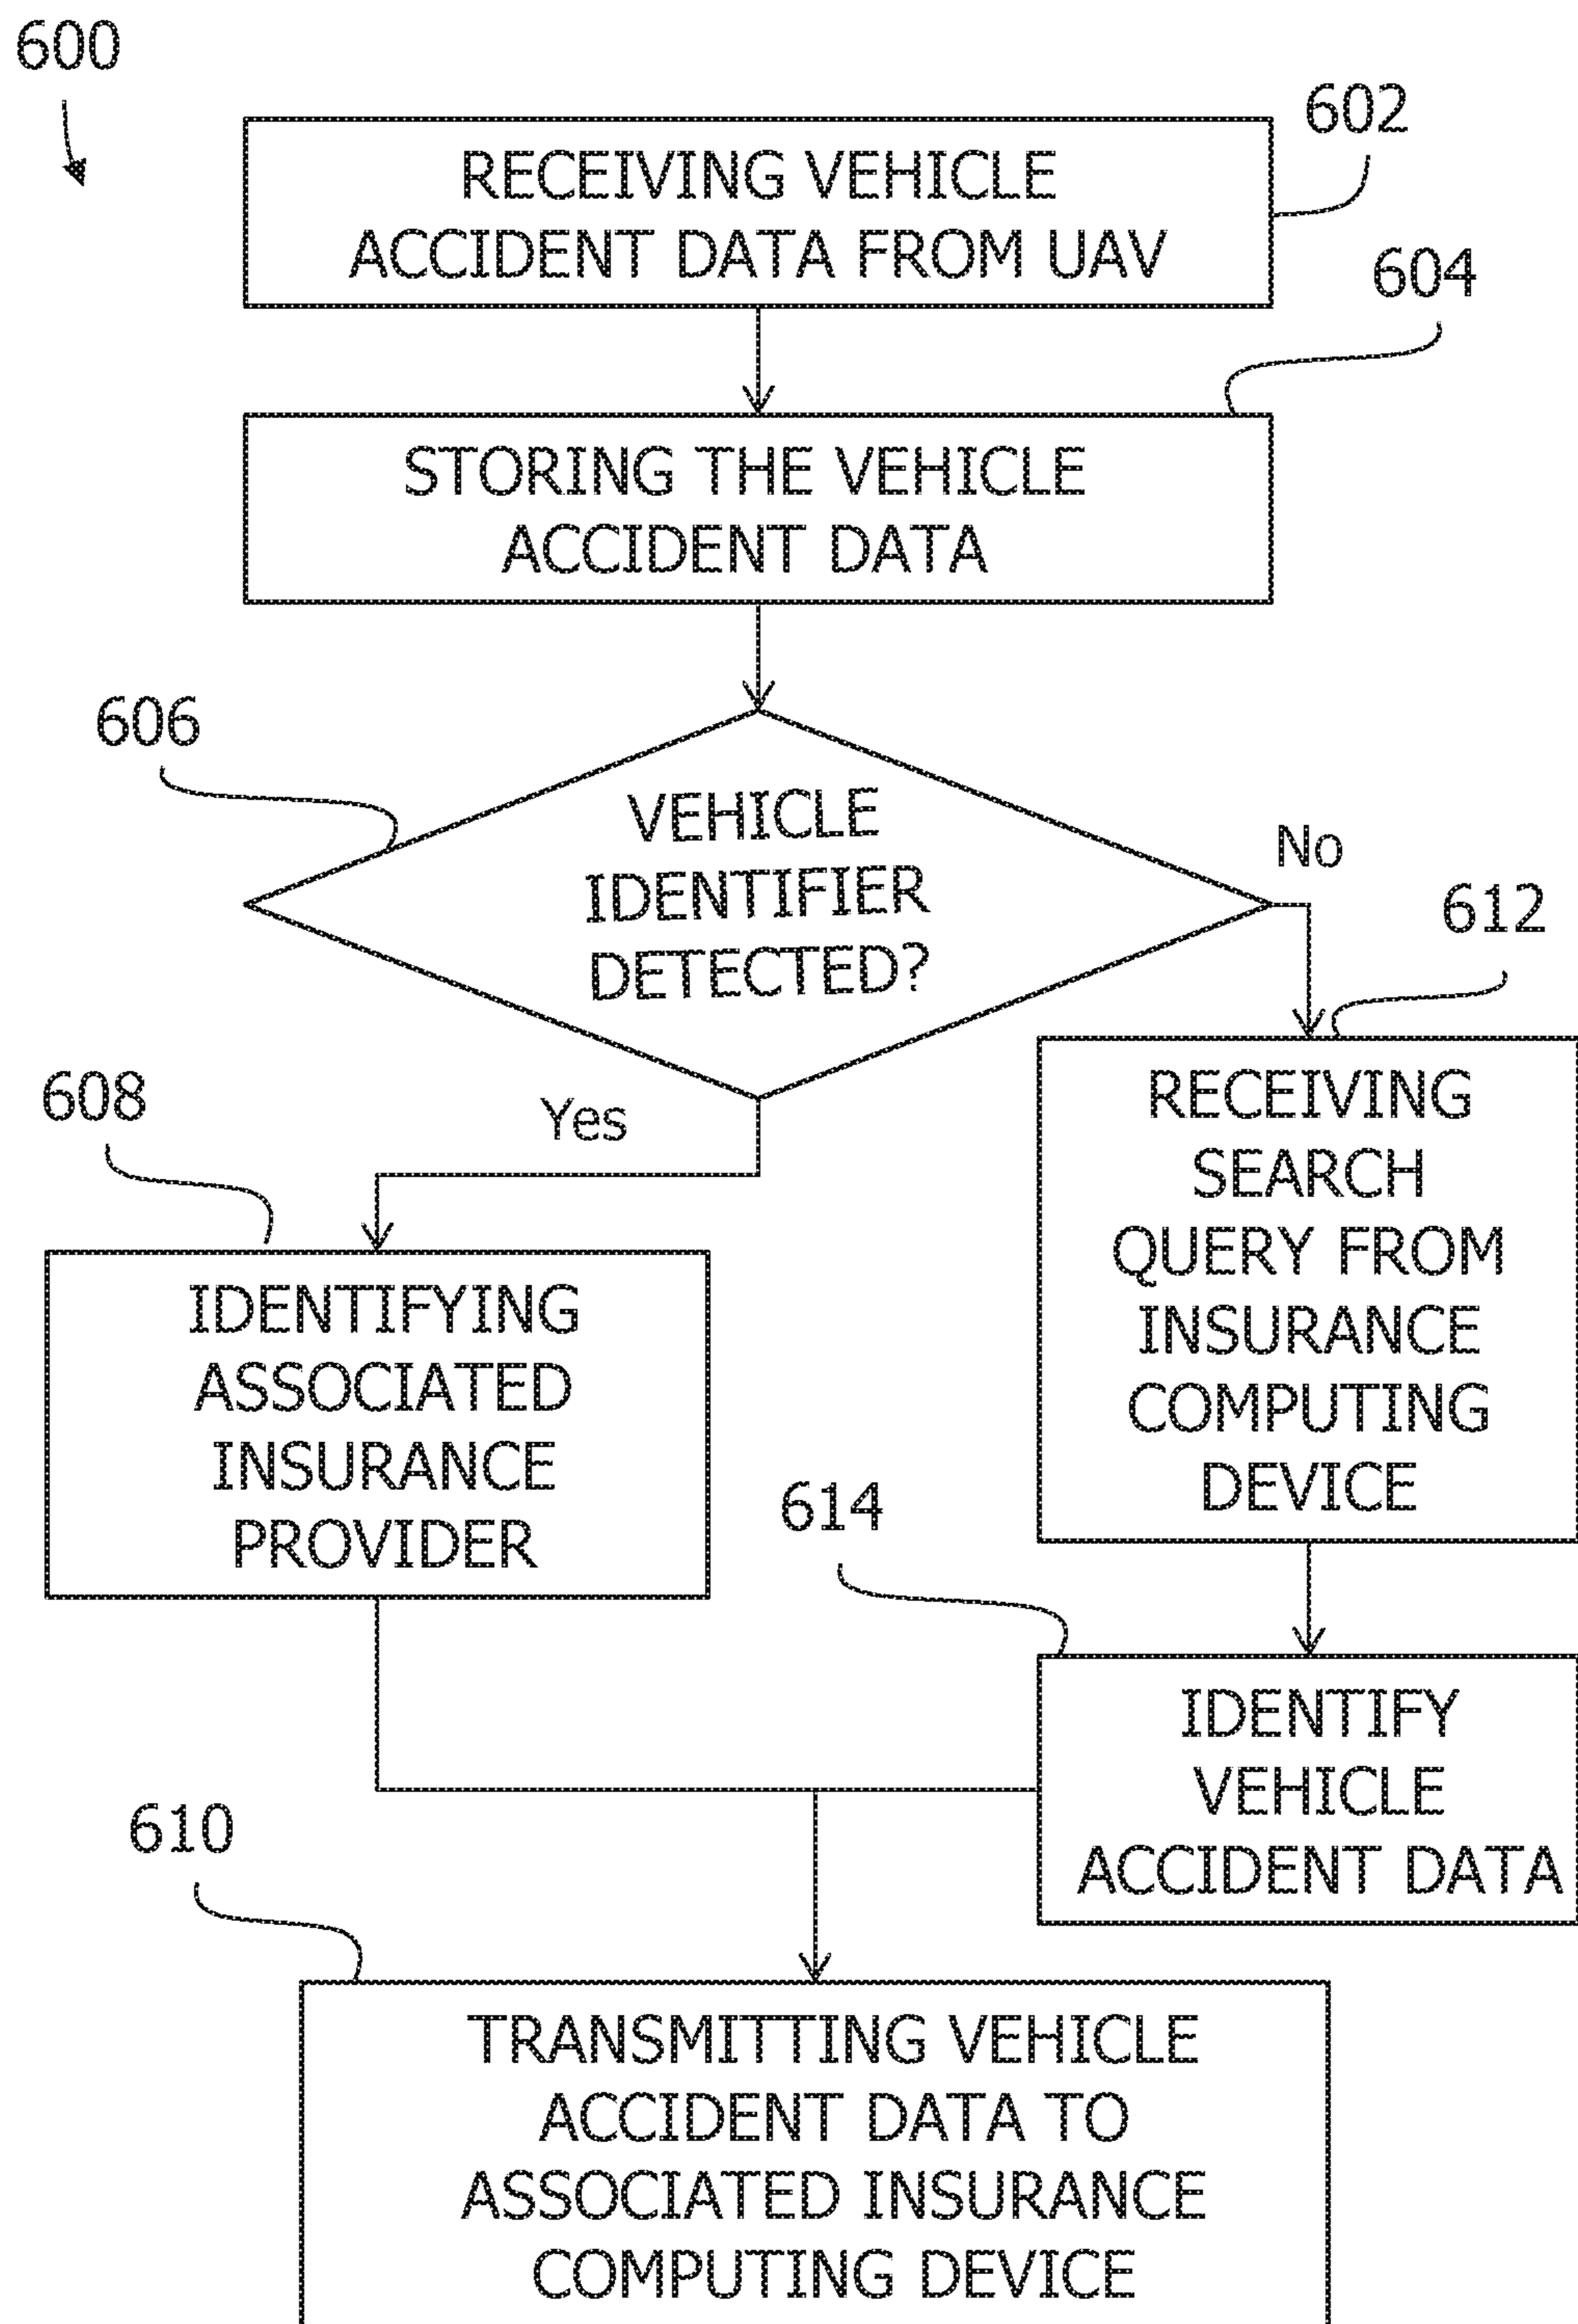 600
602
RECEIVING VEHICLE
ACCIDENT DATA FROM UAV
604
STORING THE VEHICLE
ACCIDENT DATA
606
VEHICLE
IDENTIFIER
DETECTED?
No
612
RECEIVING
SEARCH
QUERY FROM
INSURANCE
COMPUTING
DEVICE
Yes
608
IDENTIFYING
ASSOCIATED
INSURANCE
PROVIDER
614
IDENTIFY
VEHICLE
ACCIDENT DATA
610
TRANSMITTING VEHICLE
ACCIDENT DATA TO
ASSOCIATED INSURANCE
COMPUTING DEVICE